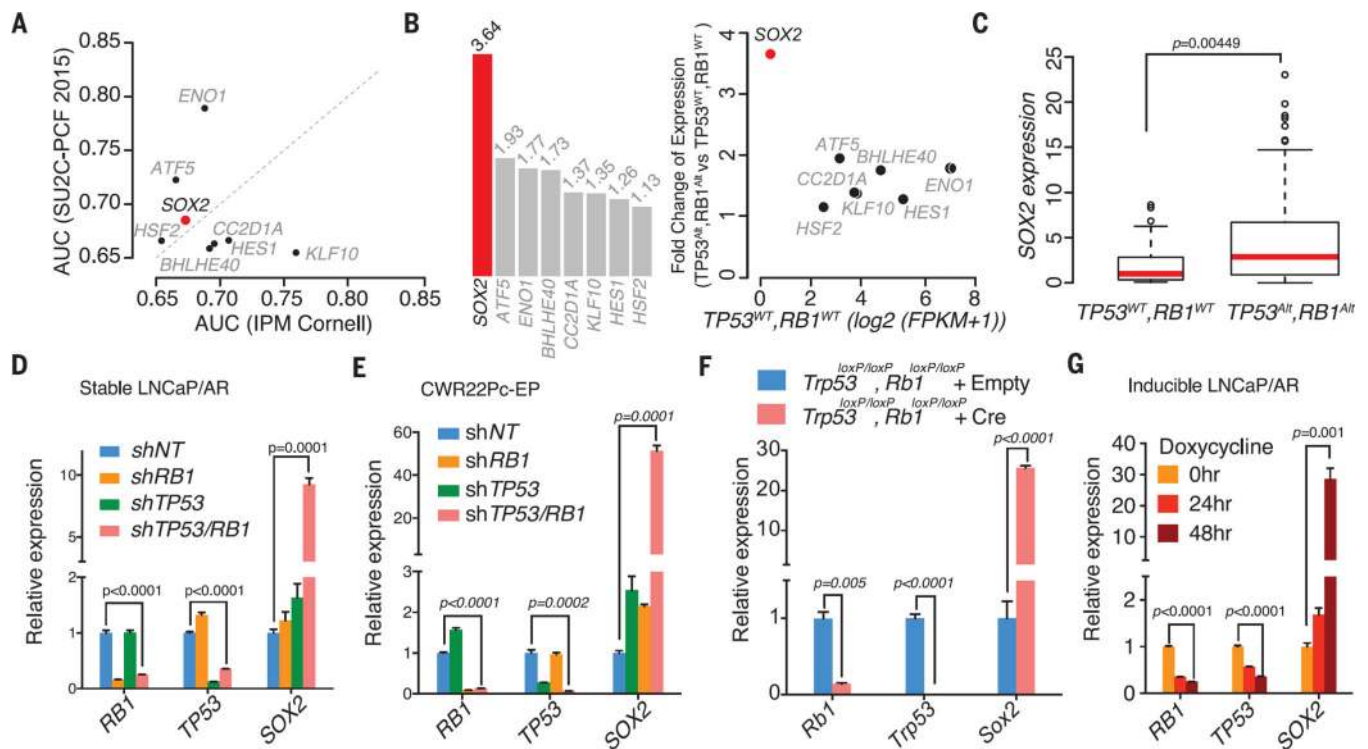 A
AUC (SU2C-PCF 2015)
0.85
0.80
0.75
0.70
0.65
ENO1
ATF5
SOX2
HSF2
CC2D1A
HES1
BHLHE40
KLF10
0.65
0.70
0.75
0.80
0.85
AUC (IPM Cornell)
B
3.64
1.93
1.77
1.73
1.37
1.35
1.26
1.13
SOX2
ATF5
ENO1
BHLHE40
CC2D1A
KLF10
HES1
HSF2
Fold Change of Expression
(TP53Alt,RB1Alt vs TP53WT,RB1WT)
4
3
2
1
0
SOX2
ATF5
BHLHE40
CC2D1A
ENO1
KLF10
HES1
HSF2
0
2
4
6
8
TP53WT,RB1WT (log2 (FPKM+1))
C
p=0.00449
SOX2 expression
25
20
15
10
5
0
TP53WT,RB1WT
TP53Alt,RB1Alt
D
Stable LNCaP/AR
shNT
shRB1
shTP53
shTP53/RB1
p=0.0001
Relative expression
10
5
2
1
0
p<0.0001
p<0.0001
RB1
TP53
SOX2
E
CWR22Pc-EP
p=0.0001
shNT
shRB1
shTP53
shTP53/RB1
Relative expression
60
40
20
3
2
1
0
p<0.0001
p=0.0002
RB1
TP53
SOX2
F
Trp53loxP/loxP, Rb1loxP/loxP + Empty
Trp53loxP/loxP, Rb1loxP/loxP + Cre
p<0.0001
Relative expression
30
20
10
1
0
p=0.005
p<0.0001
Rb1
Trp53
Sox2
G
Inducible LNCaP/AR
Doxycycline
0hr
24hr
48hr
p=0.001
Relative expression
40
30
20
10
2
1
0
p<0.0001
p<0.0001
RB1
TP53
SOX2